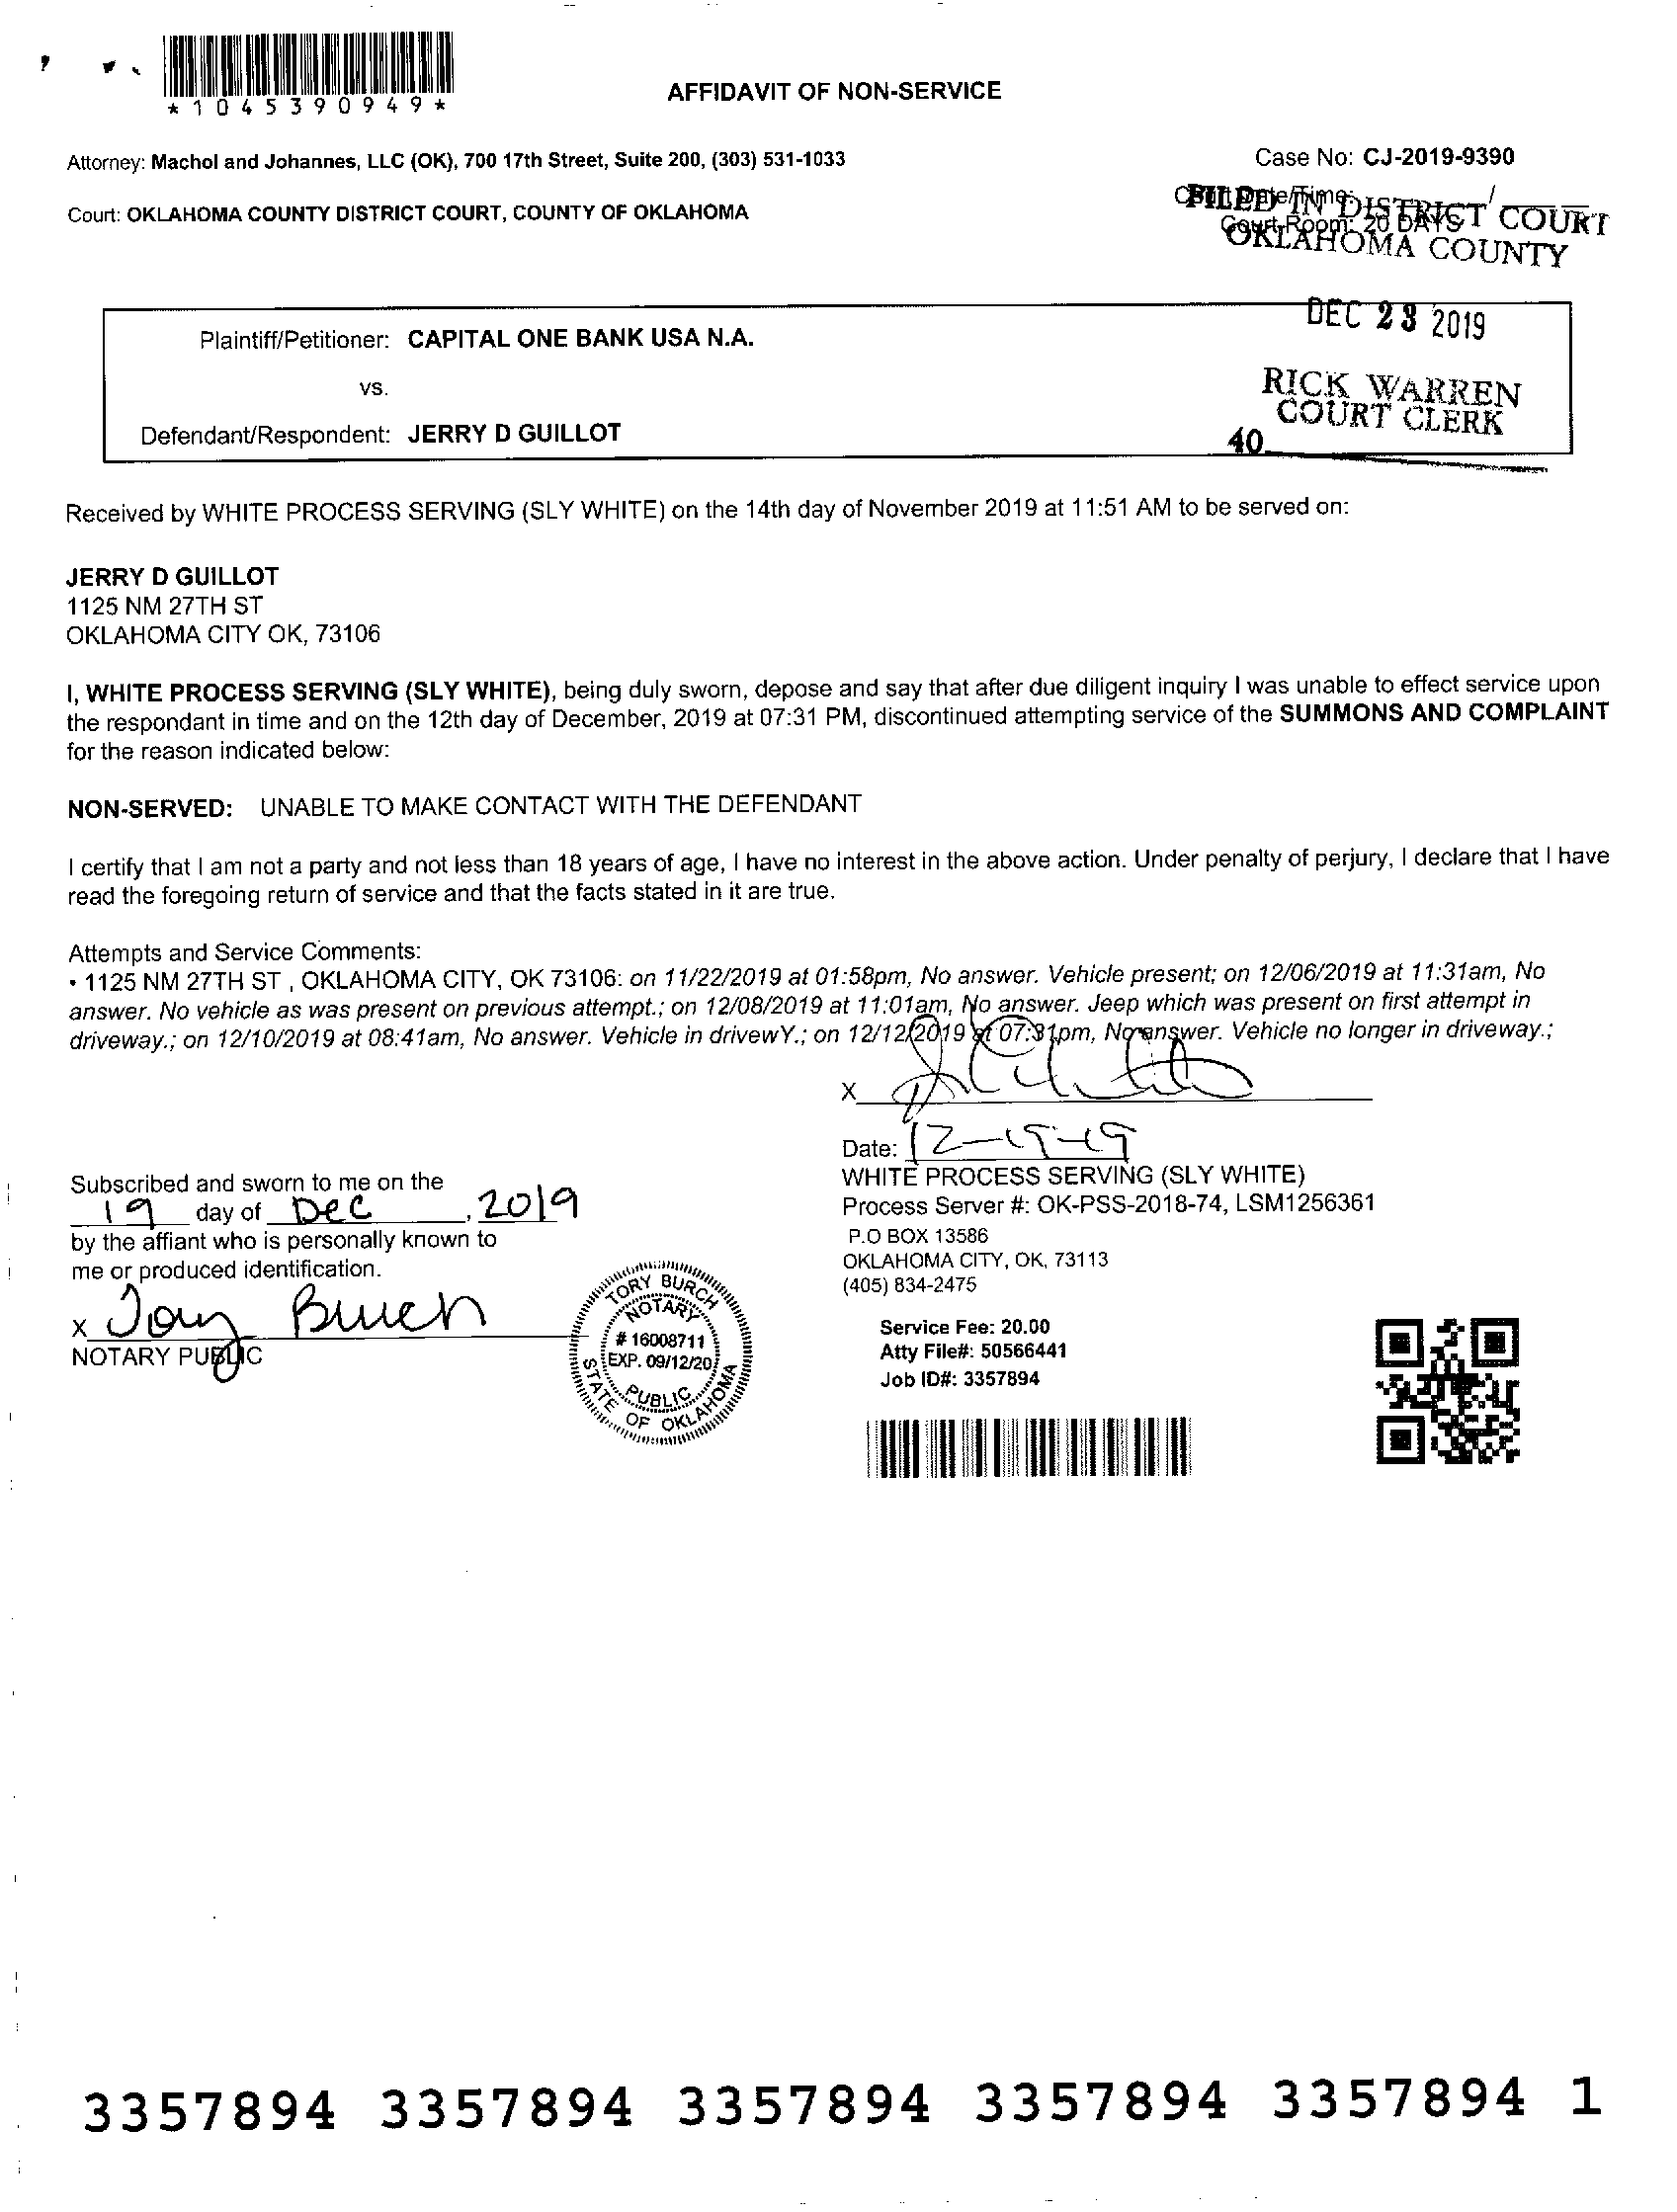 *1045390949*
AFFIDAVIT OF NON-SERVICE
Attorney: Machol and Johannes, LLC (OK), 700 17th Street, Suite 200, (303) 531-1033
Case No: CJ-2019-9390
Court: OKLAHOMA COUNTY DISTRICT COURT, COUNTY OF OKLAHOMA
Court Date/Time:
Court Room: 20 DAYS
FILED IN DISTRICT COURT
OKLAHOMA COUNTY
DEC 23 2019
RICK WARREN
COURT CLERK
40
Plaintiff/Petitioner: CAPITAL ONE BANK USA N.A.
vs.
Defendant/Respondent: JERRY D GUILLOT
Received by WHITE PROCESS SERVING (SLY WHITE) on the 14th day of November 2019 at 11:51 AM to be served on:
JERRY D GUILLOT
1125 NM 27TH ST
OKLAHOMA CITY OK, 73106
I, WHITE PROCESS SERVING (SLY WHITE), being duly sworn, depose and say that after due diligent inquiry I was unable to effect service upon
the respondant in time and on the 12th day of December, 2019 at 07:31 PM, discontinued attempting service of the SUMMONS AND COMPLAINT
for the reason indicated below:
NON-SERVED: UNABLE TO MAKE CONTACT WITH THE DEFENDANT
I certify that I am not a party and not less than 18 years of age, I have no interest in the above action. Under penalty of perjury, I declare that I have
read the foregoing return of service and that the facts stated in it are true.
Attempts and Service Comments:
• 1125 NM 27TH ST , OKLAHOMA CITY, OK 73106: on 11/22/2019 at 01:58pm, No answer. Vehicle present; on 12/06/2019 at 11:31am, No
answer. No vehicle as was present on previous attempt.; on 12/08/2019 at 11:01am, No answer. Jeep which was present on first attempt in
driveway.; on 12/10/2019 at 08:41am, No answer. Vehicle in drivewY.; on 12/12/2019 at 07:31pm, No answer. Vehicle no longer in driveway.;
X
Date: 12-19-19
WHITE PROCESS SERVING (SLY WHITE)
Process Server #: OK-PSS-2018-74, LSM1256361
P.O BOX 13586
OKLAHOMA CITY, OK, 73113
(405) 834-2475
Subscribed and sworn to me on the
19 day of Dec, 2019
by the affiant who is personally known to
me or produced identification.
X Tory Burch
NOTARY PUBLIC
TORY BURCH
NOTARY
# 16008711
EXP. 09/12/20
PUBLIC
STATE OF OKLAHOMA
Service Fee: 20.00
Atty File#: 50566441
Job ID#: 3357894
3357894 3357894 3357894 3357894 3357894 1